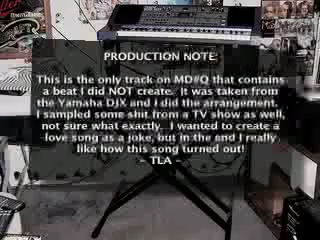 PRODUCTION NOTE:
This is the only track on MD#Q that contains
a beat I did NOT create. It was taken from
the Yamaha DJX and I did the arrangement.
I sampled some shit from a TV show as well,
not sure what exactly. I wanted to create a
love song as a joke, but in the end I really
like how this song turned out!
- TLA -